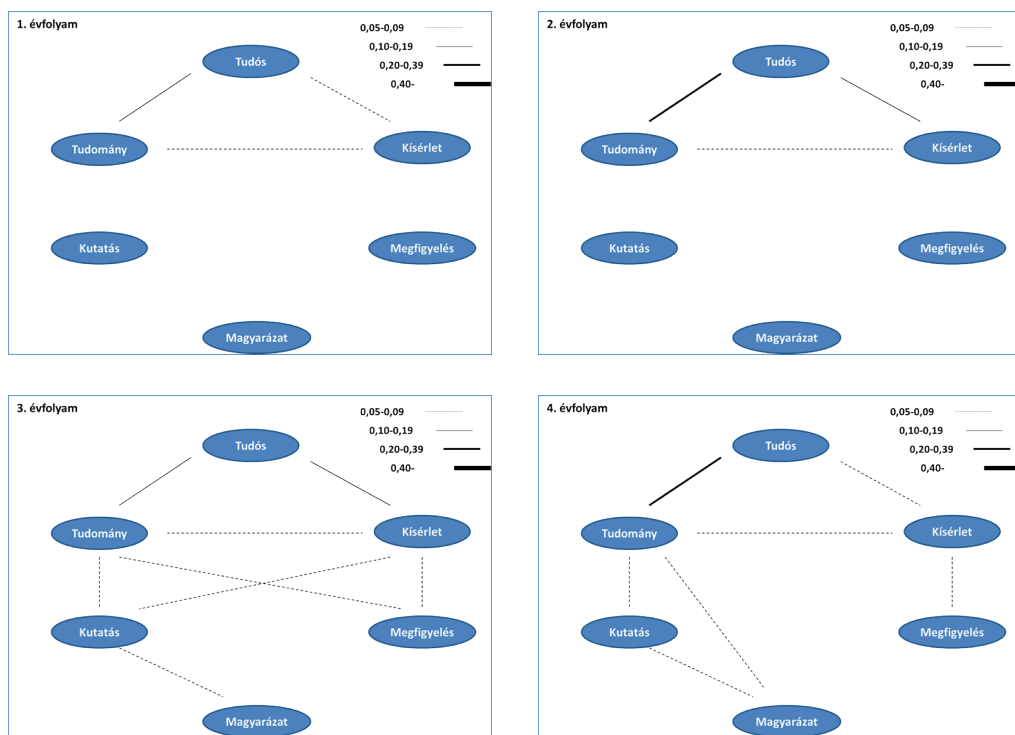 1. évfolyam
0,05-0,09
0,10-0,19
0,20-0,39
0,40-
Tudós
Tudomány
Kísérlet
Kutatás
Megfigyelés
Magyarázat
2. évfolyam
0,05-0,09
0,10-0,19
0,20-0,39
0,40-
Tudós
Tudomány
Kísérlet
Kutatás
Megfigyelés
Magyarázat
3. évfolyam
0,05-0,09
0,10-0,19
0,20-0,39
0,40-
Tudós
Tudomány
Kísérlet
Kutatás
Megfigyelés
Magyarázat
4. évfolyam
0,05-0,09
0,10-0,19
0,20-0,39
0,40-
Tudós
Tudomány
Kísérlet
Kutatás
Megfigyelés
Magyarázat